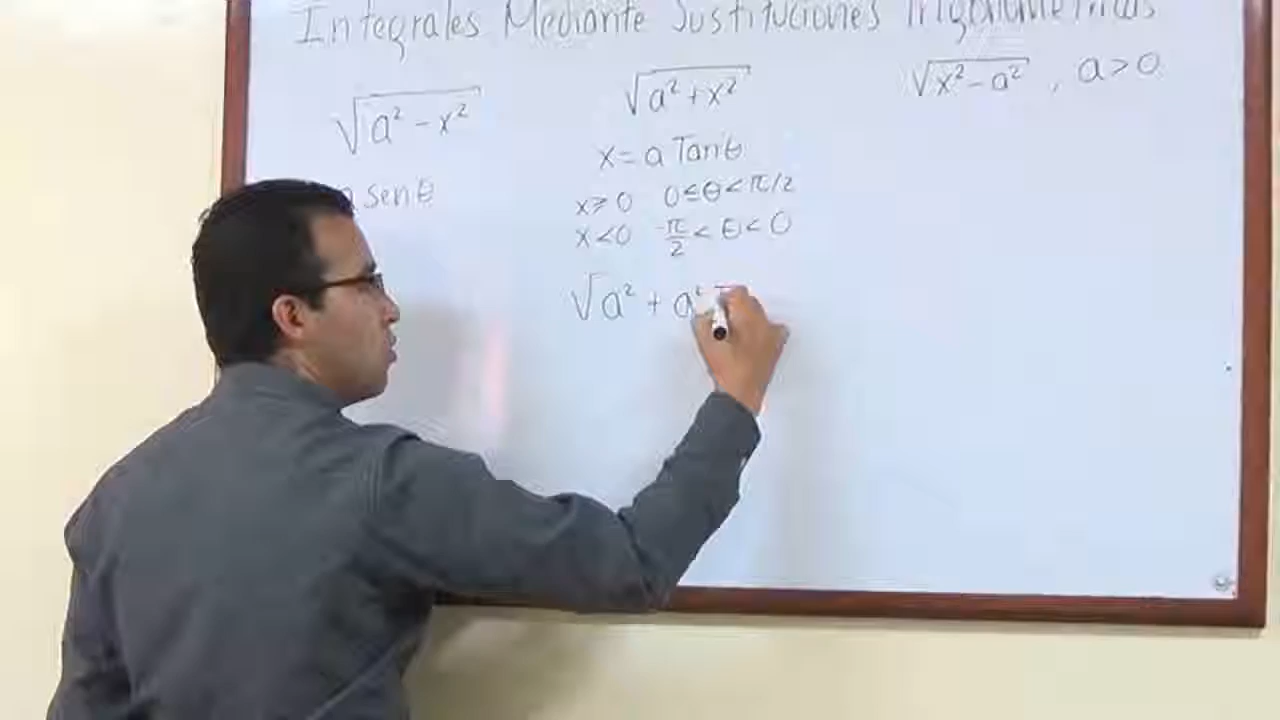 Integrales Mediante Sustituciones Trigonométricas
√a² - x²
a sen θ
√a² + x²
x = a Tan θ
x ≥ 0 0 ≤ θ < π/2
x < 0 -π/2 < θ < 0
√a² + a² T
√x² - a² , a > 0